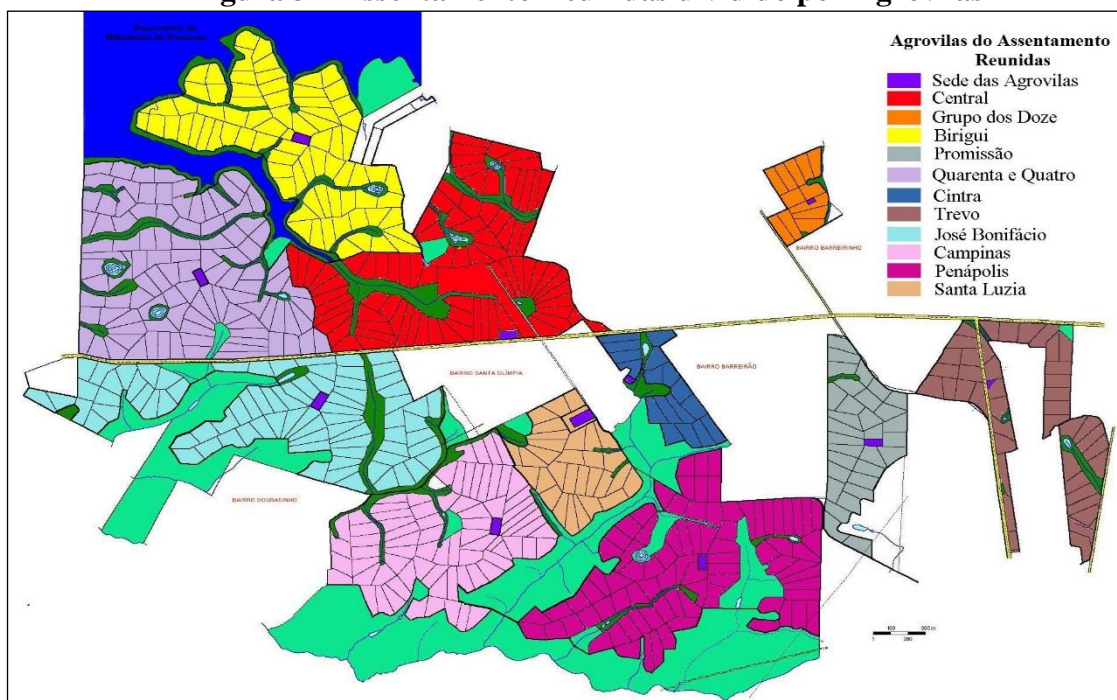 Agrovilas do Assentamento
Reunidas
Sede das Agrovilas
Central
Grupo dos Doze
Birigui
Promissão
Quarenta e Quatro
Cintra
Trevo
José Bonifácio
Campinas
Penápolis
Santa Luzia
BAIRRO BARREIRINHO
BAIRRO SANTA OLÍMPIA
BAIRRO BARREIRÃO
BAIRRO DOURADINHO